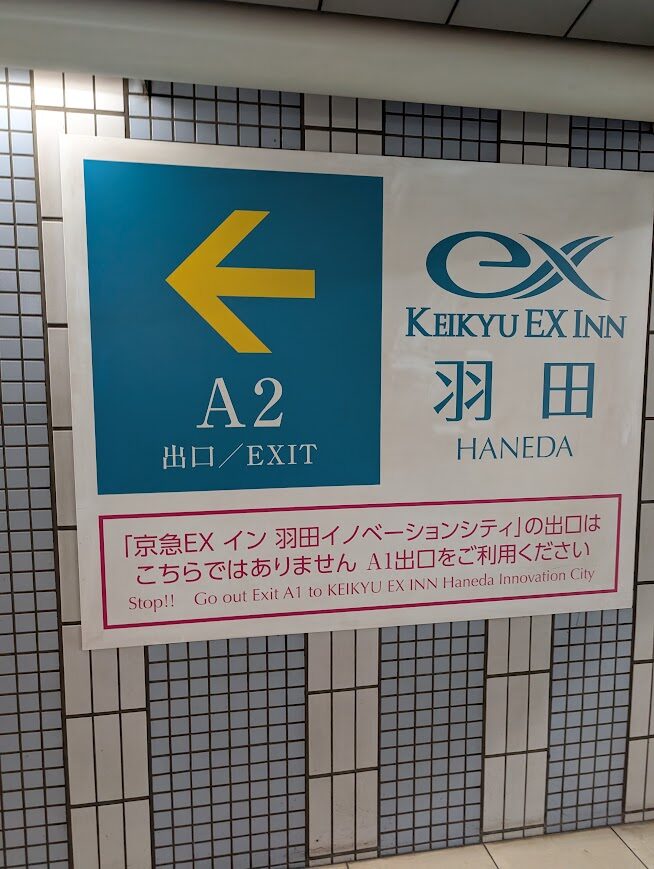 A2
出口/EXIT
ex
KEIKYU EX INN
羽田
HANEDA
「京急EX イン 羽田イノベーションシティ」の出口は
こちらではありません A1出口をご利用ください
Stop!! Go out Exit A1 to KEIKYU EX INN Haneda Innovation City